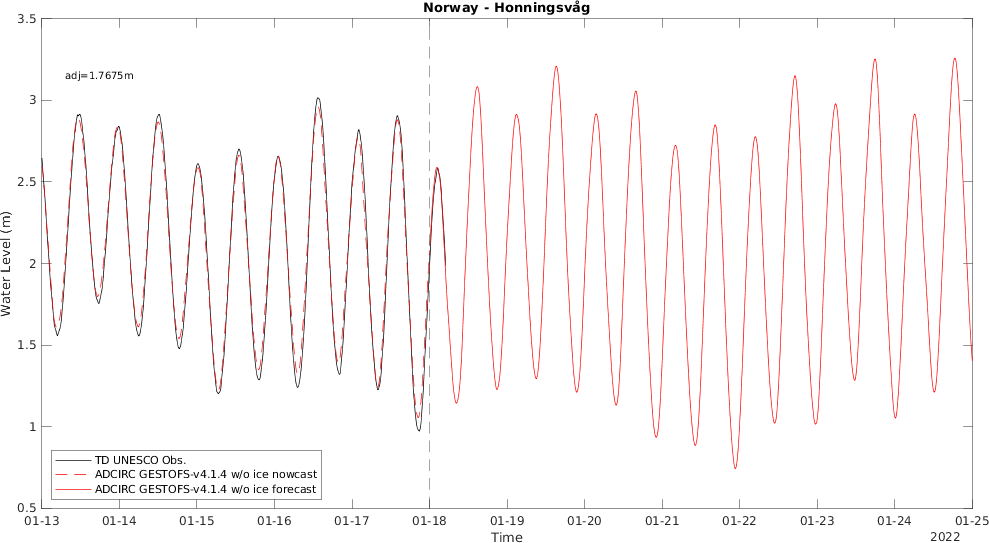 Norway - Honningsvåg
3.5
adj=1.7675m
3
2.5
2
1.5
1
0.5
Water Level (m)
TD UNESCO Obs.
ADCIRC GESTOFS-v4.1.4 w/o ice nowcast
ADCIRC GESTOFS-v4.1.4 w/o ice forecast
01-13 01-14 01-15 01-16 01-17 01-18 01-19 01-20 01-21 01-22 01-23 01-24 01-25
Time
2022